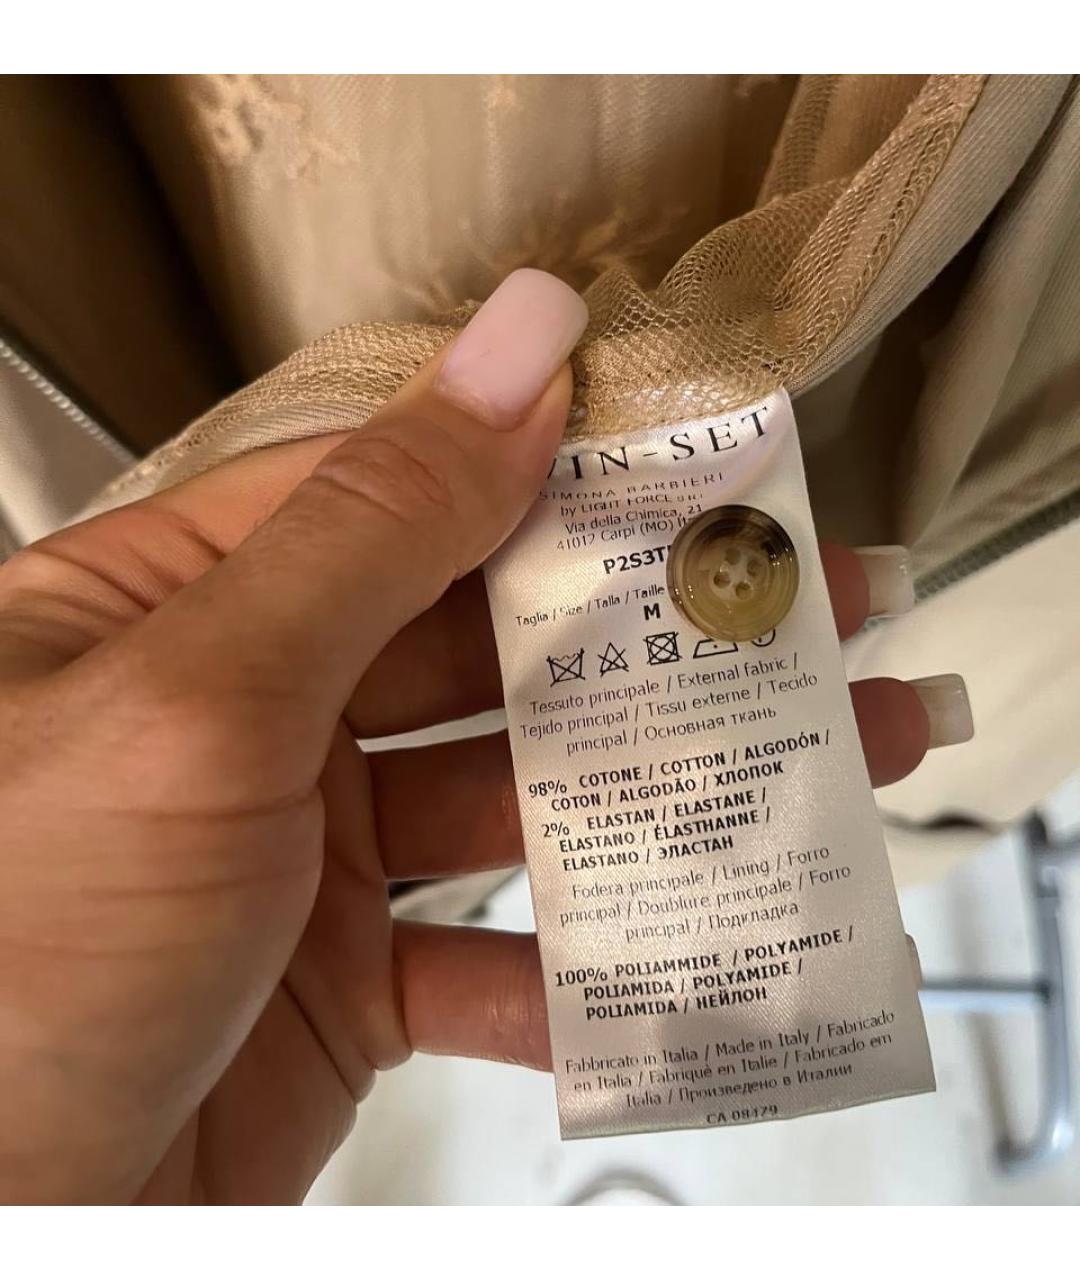 WIN-SET
SIMONA BARBIERI
by LIGHT FORCE
Via della Chimica, 21
41012 Carpi (MO)
P2S3T
Taglia / Size / Talla / Taille
M
Tessuto principale / External fabric /
Tejido principal / Tissu externe / Tecido
principal / Основная ткань
98% COTONE / COTTON / ALGODÓN /
COTON / ALGODÃO / ХЛОПОК
2% ELASTAN / ELASTANE /
ELASTANO / ÉLASTHANNE /
ELASTANO / ЭЛАСТАН
Fodera principale / Lining / Forro
principal / Doublure principale / Forro
principal / Подкладка
100% POLIAMMIDE / POLYAMIDE /
POLIAMIDA / POLYAMIDE /
POLIAMIDA / НЕЙЛОН
Fabbricato in Italia / Made in Italy / Fabricado
en Italia / Fabriqué en Italie / Fabricado em
Italia / Произведено в Италии
CA 08479